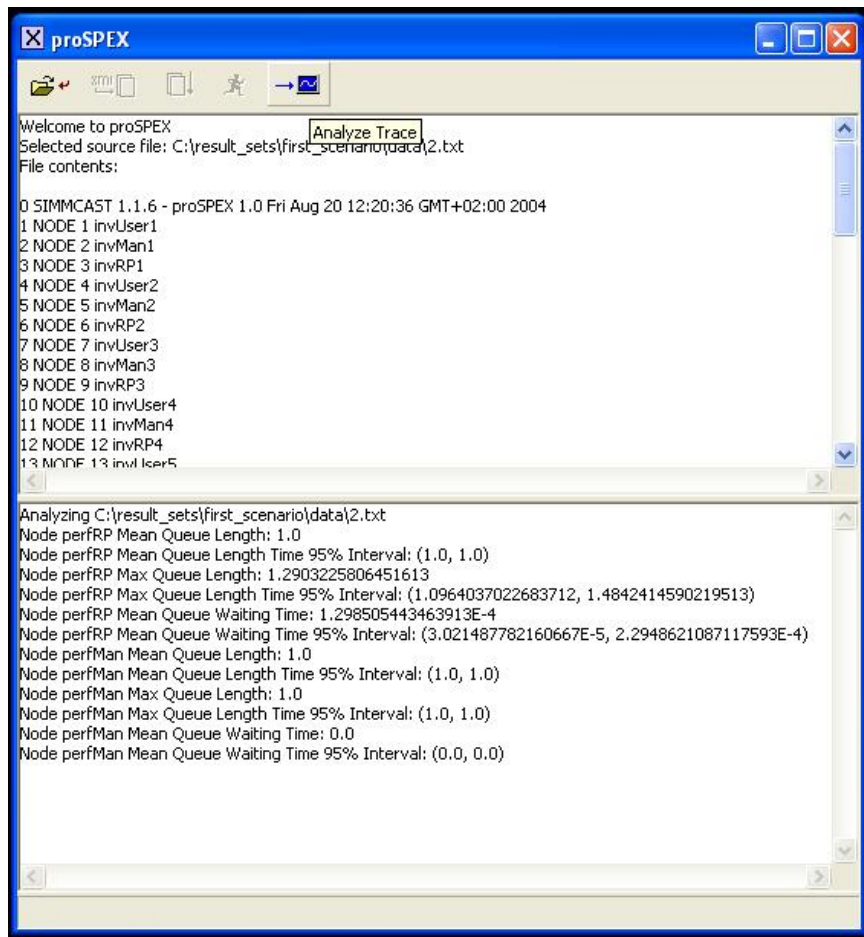 proSPEX
xmi
Analyze Trace
Welcome to proSPEX
Selected source file: C:\result_sets\first_scenario\data\2.txt
File contents:
0 SIMMCAST 1.1.6 - proSPEX 1.0 Fri Aug 20 12:20:36 GMT+02:00 2004
1 NODE 1 invUser1
2 NODE 2 invMan1
3 NODE 3 invRP1
4 NODE 4 invUser2
5 NODE 5 invMan2
6 NODE 6 invRP2
7 NODE 7 invUser3
8 NODE 8 invMan3
9 NODE 9 invRP3
10 NODE 10 invUser4
11 NODE 11 invMan4
12 NODE 12 invRP4
13 NODE 13 invUser5
Analyzing C:\result_sets\first_scenario\data\2.txt
Node perfRP Mean Queue Length: 1.0
Node perfRP Mean Queue Length Time 95% Interval: (1.0, 1.0)
Node perfRP Max Queue Length: 1.2903225806451613
Node perfRP Max Queue Length Time 95% Interval: (1.0964037022683712, 1.4842414590219513)
Node perfRP Mean Queue Waiting Time: 1.298505443463913E-4
Node perfRP Mean Queue Waiting Time 95% Interval: (3.021487782160667E-5, 2.2948621087117593E-4)
Node perfMan Mean Queue Length: 1.0
Node perfMan Mean Queue Length Time 95% Interval: (1.0, 1.0)
Node perfMan Max Queue Length: 1.0
Node perfMan Max Queue Length Time 95% Interval: (1.0, 1.0)
Node perfMan Mean Queue Waiting Time: 0.0
Node perfMan Mean Queue Waiting Time 95% Interval: (0.0, 0.0)